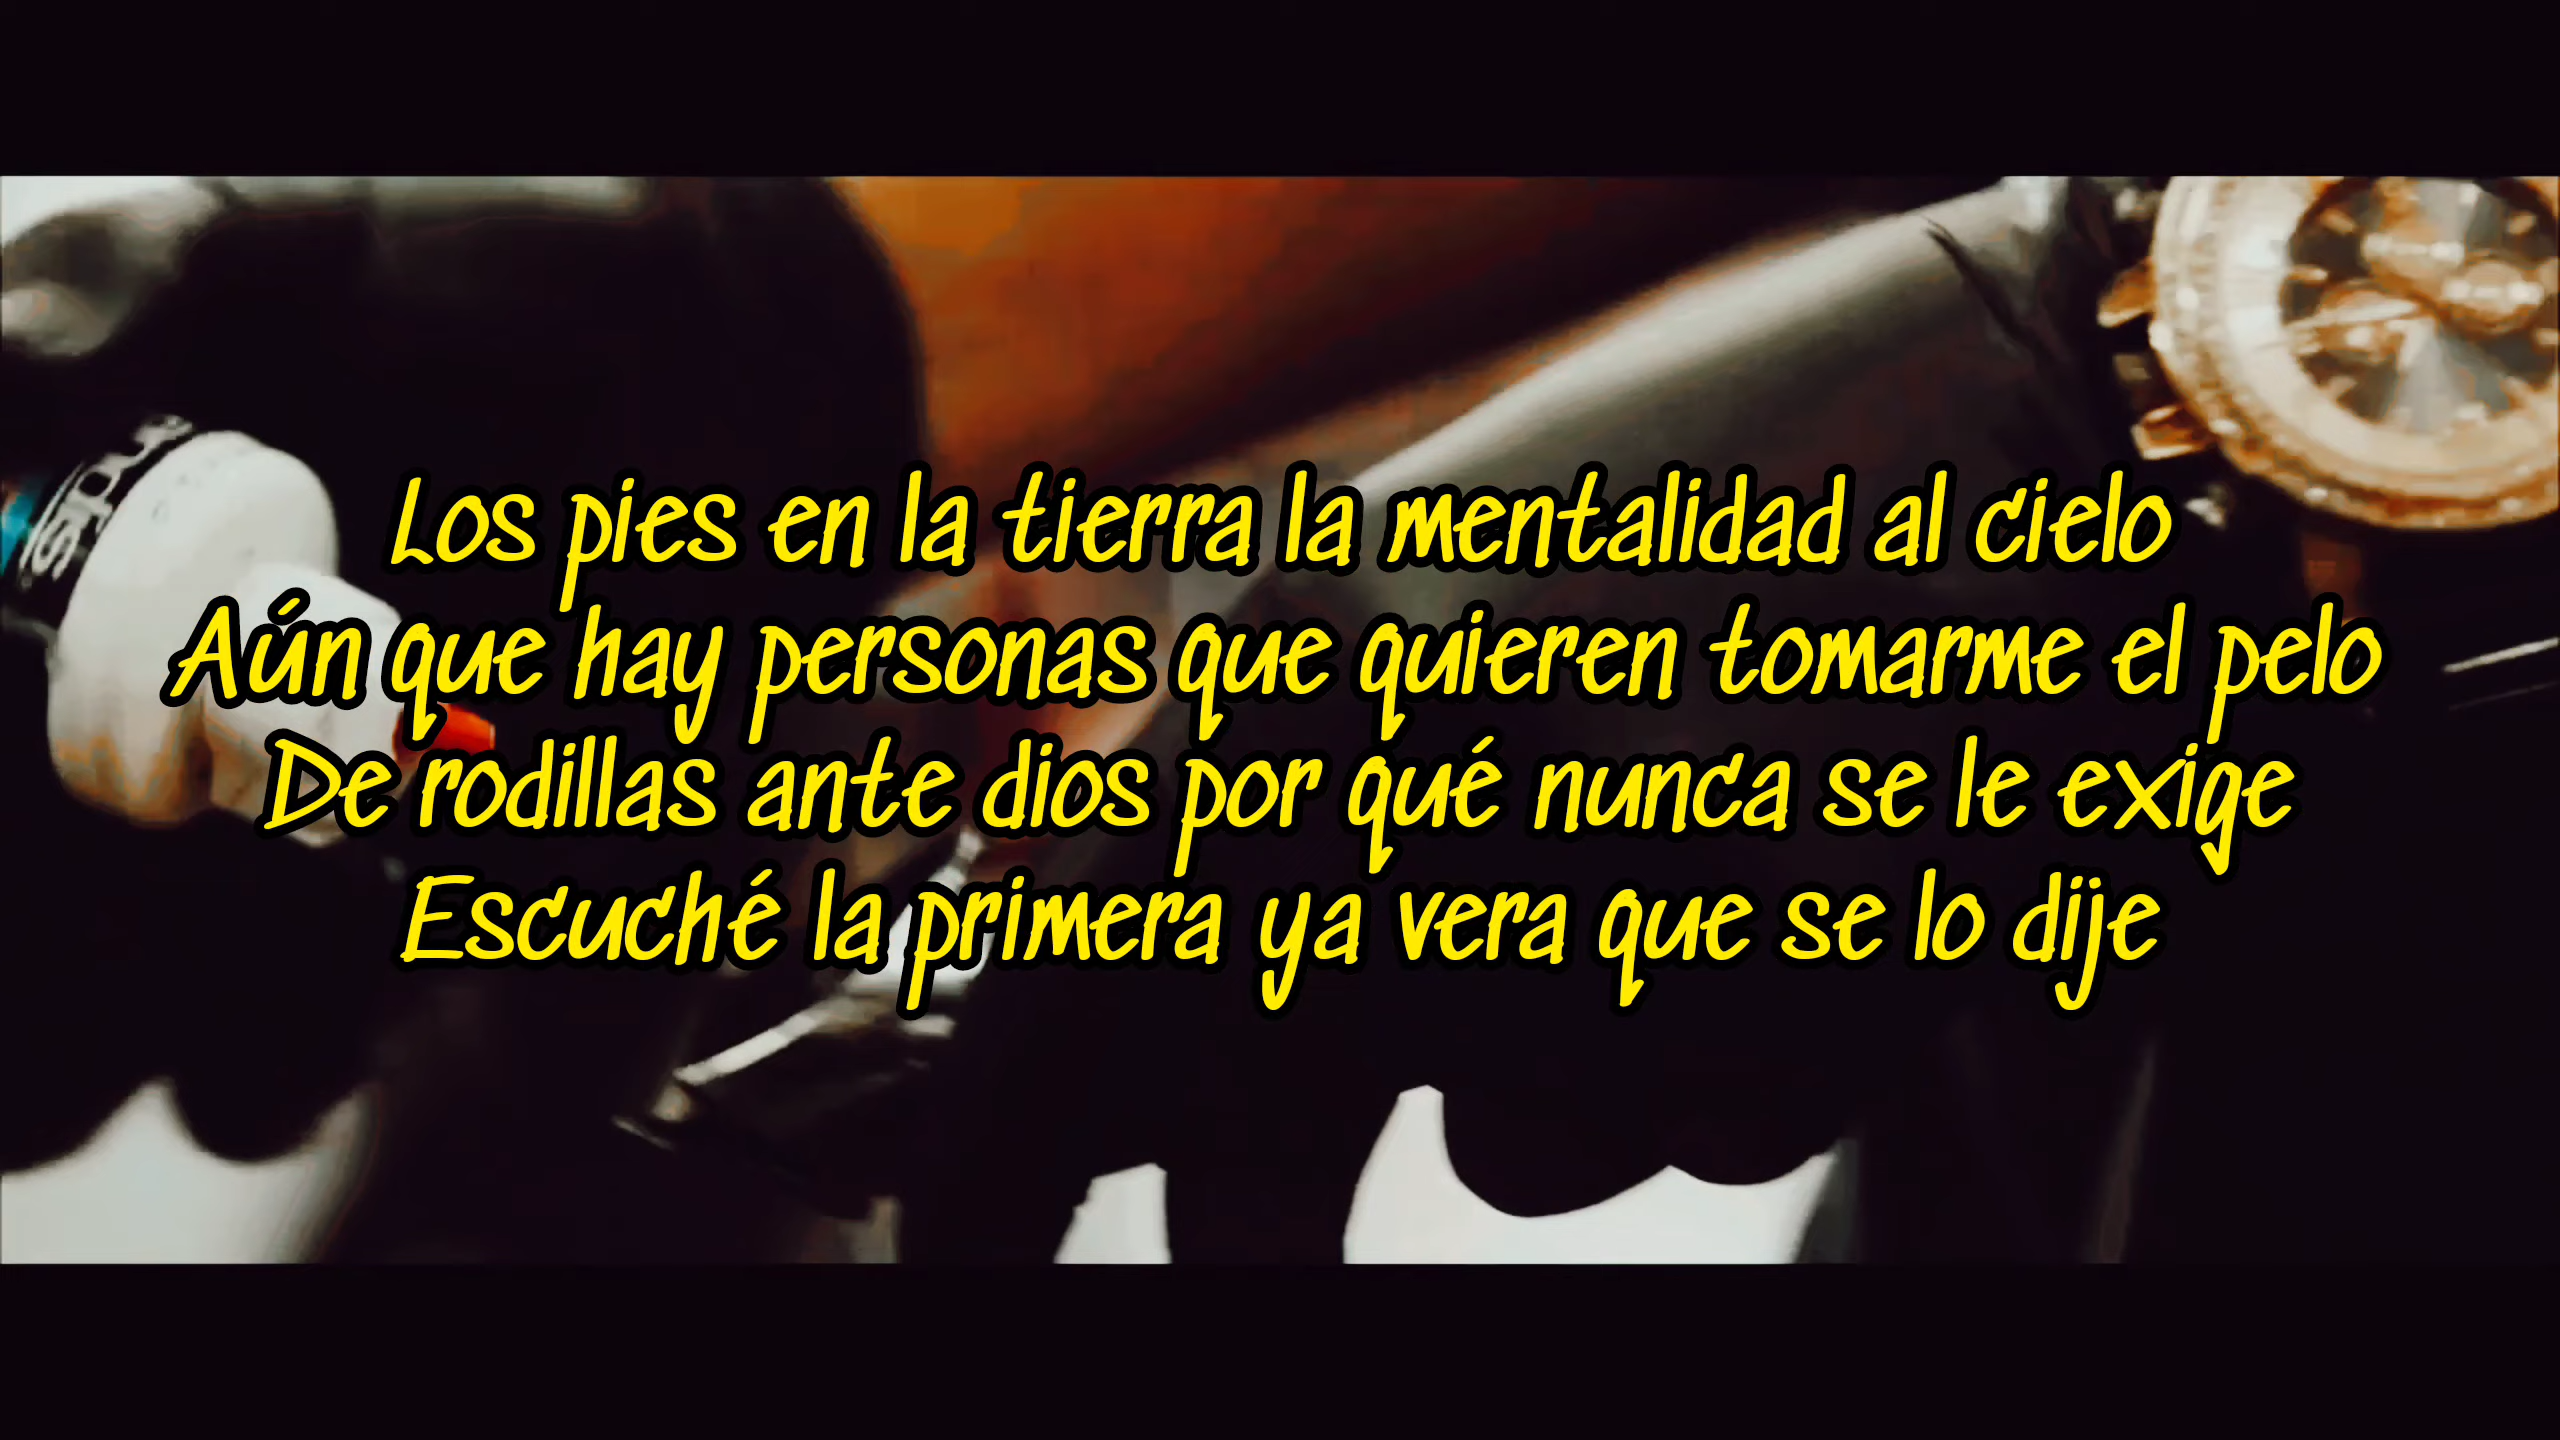 Los pies en la tierra la mentalidad al cielo
Aún que hay personas que quieren tomarme el pelo
De rodillas ante dios por qué nunca se le exige
Escuché la primera ya vera que se lo dije